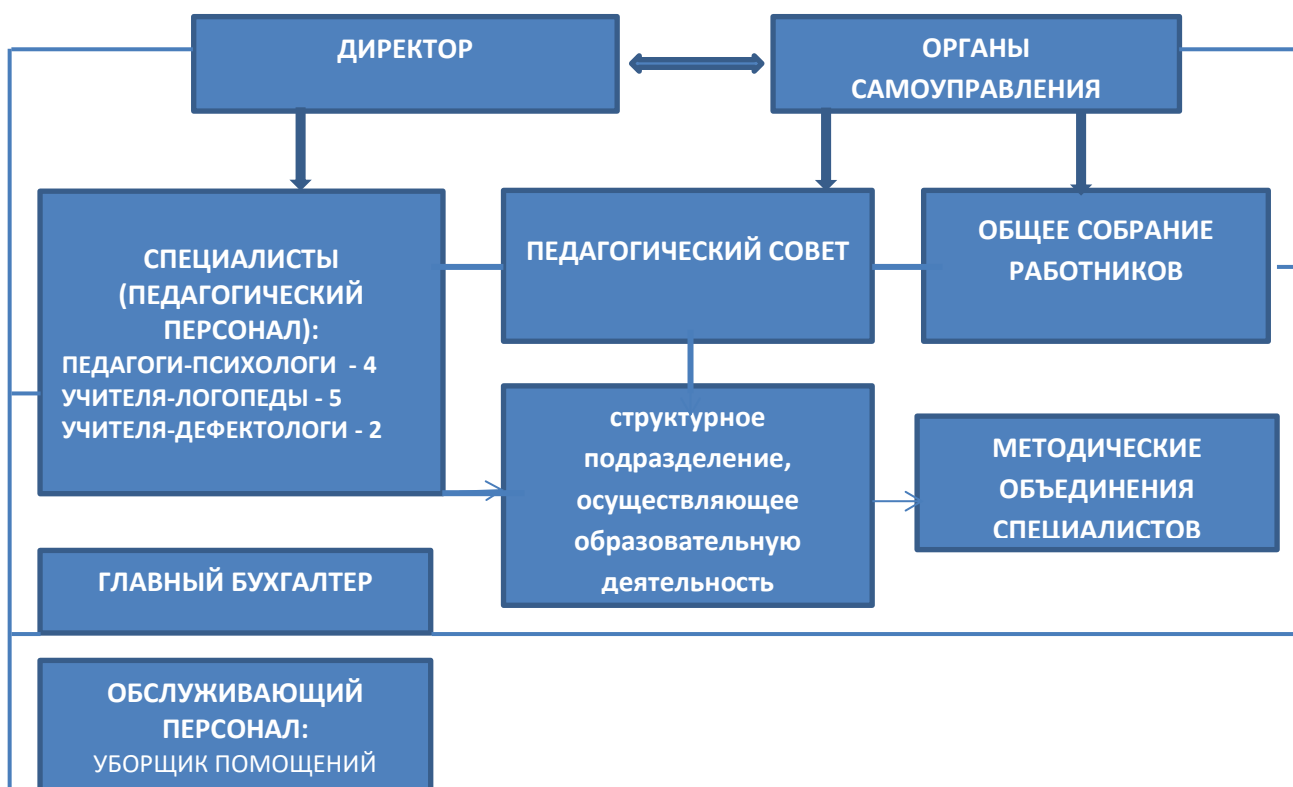 ДИРЕКТОР
ОРГАНЫ
САМОУПРАВЛЕНИЯ
СПЕЦИАЛИСТЫ
(ПЕДАГОГИЧЕСКИЙ
ПЕРСОНАЛ):
ПЕДАГОГИ-ПСИХОЛОГИ - 4
УЧИТЕЛЯ-ЛОГОПЕДЫ - 5
УЧИТЕЛЯ-ДЕФЕКТОЛОГИ - 2
ПЕДАГОГИЧЕСКИЙ СОВЕТ
ОБЩЕЕ СОБРАНИЕ
РАБОТНИКОВ
структурное
подразделение,
осуществляющее
образовательную
деятельность
МЕТОДИЧЕСКИЕ
ОБЪЕДИНЕНИЯ
СПЕЦИАЛИСТОВ
ГЛАВНЫЙ БУХГАЛТЕР
ОБСЛУЖИВАЮЩИЙ
ПЕРСОНАЛ:
УБОРЩИК ПОМОЩЕНИЙ